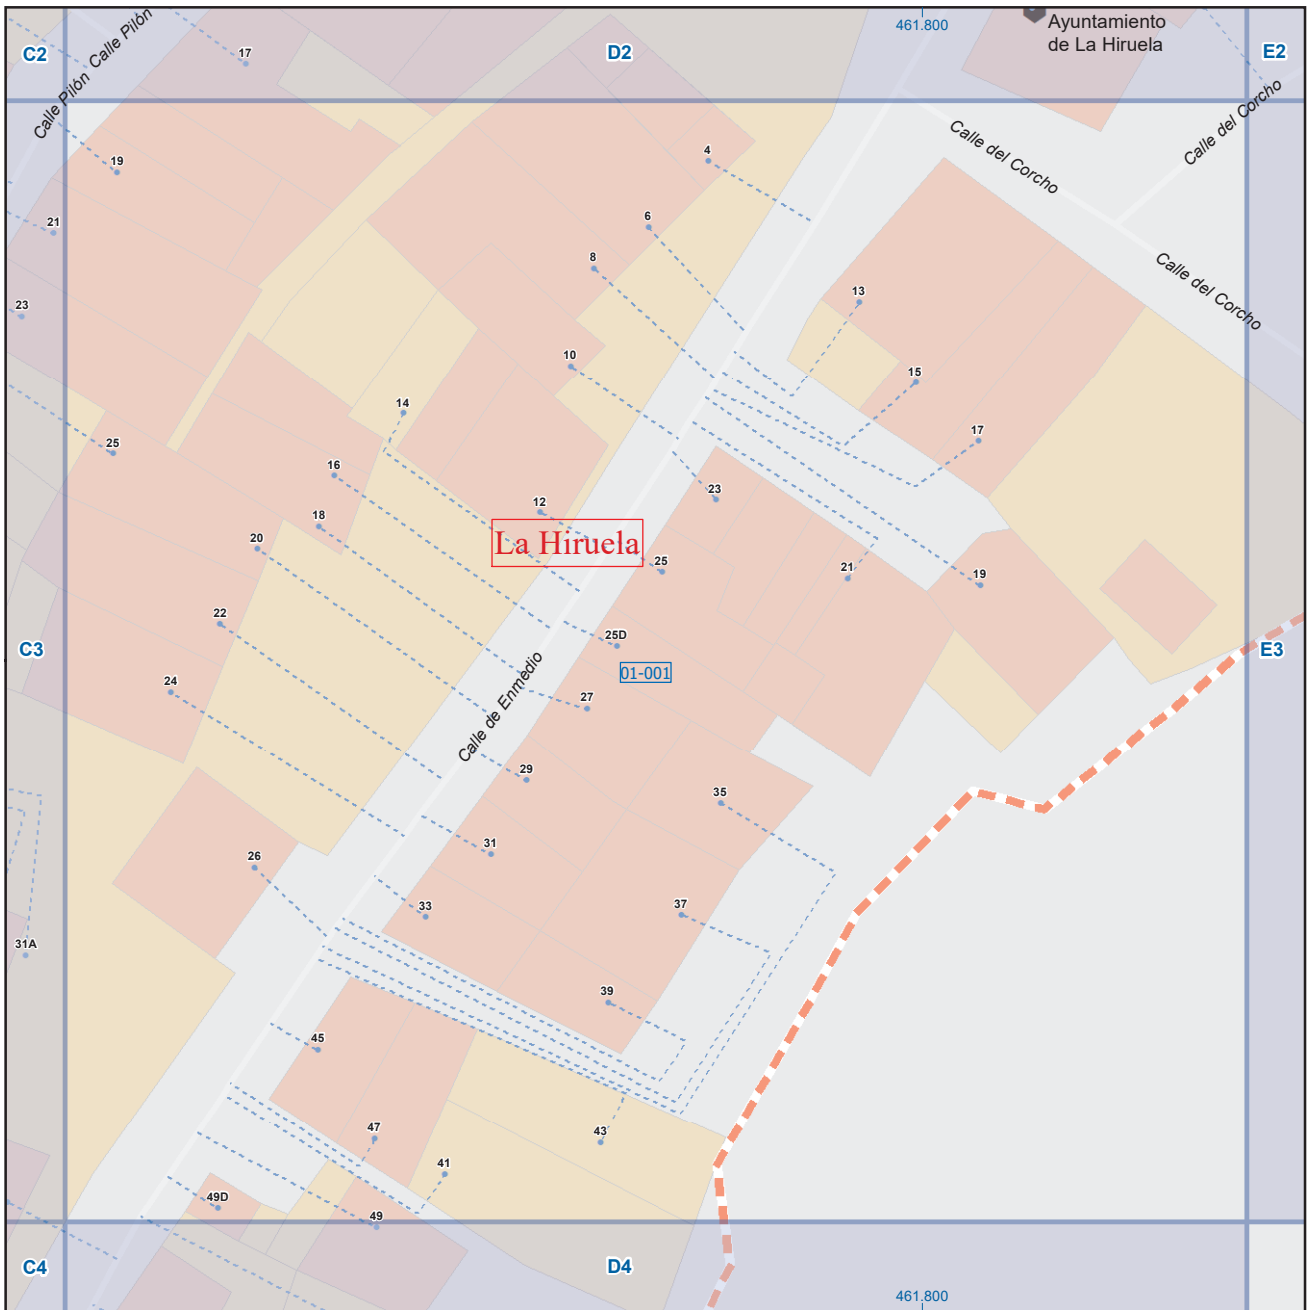 461.800
Ayuntamiento
de La Hiruela
C2
D2
E2
Calle Pilón
Calle Pilón
17
Calle del Corcho
Calle del Corcho
19
4
21
6
8
Calle del Corcho
23
13
10
15
14
25
17
16
23
12
18
La Hiruela
20
25
21
19
22
25D
C3
E3
01-001
24
27
Calle de Enmedio
29
35
31
26
37
33
31A
39
45
47
43
41
49D
49
C4
D4
461.800